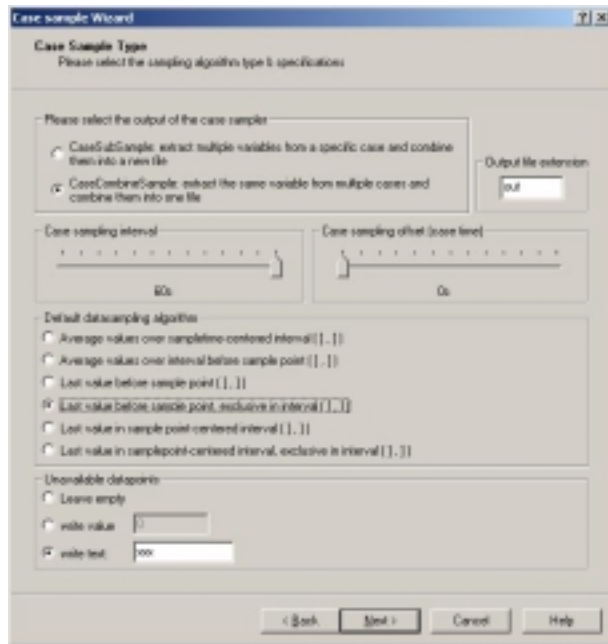 Case sample Wizard
Case Sample Type
Please select the sampling algorithm type & specifications
Please select the output of the case sampler
CaseSubSample: extract multiple variables from a specific case and combine
them into a new file
CaseCombineSample: extract the same variable from multiple cases and
combine them into one file
Output file extension
out
Case sampling interval
60s
Case sampling offset (case time)
0s
Default datasampling algorithm
Average values over sampletime-centered interval ( [ , ] )
Average values over interval before sample point ( [ , ] )
Last value before sample point ( ] , ] )
Last value before sample point, exclusive in interval ( ] , ] )
Last value in sample point-centered interval ( ] , ] )
Last value in samplepoint-centered interval, exclusive in interval ( ] , ] )
Unavailable datapoints
Leave empty
write value
0
write text:
xxx
< Back
Next >
Cancel
Help